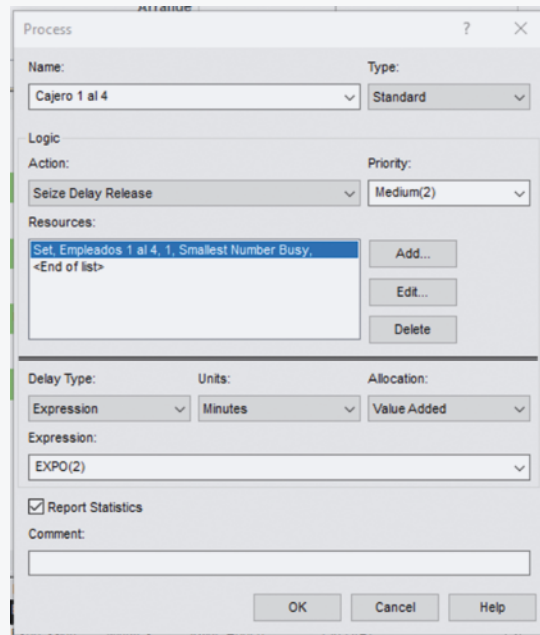 Arrange
Process ? ×
Name: Type:
Cajero 1 al 4 Standard
Logic
Action: Priority:
Seize Delay Release Medium(2)
Resources:
Set, Empleados 1 al 4, 1, Smallest Number Busy,
<End of list>
Add...
Edit...
Delete
Delay Type: Units: Allocation:
Expression Minutes Value Added
Expression:
EXPO(2)
Report Statistics
Comment:
OK Cancel Help